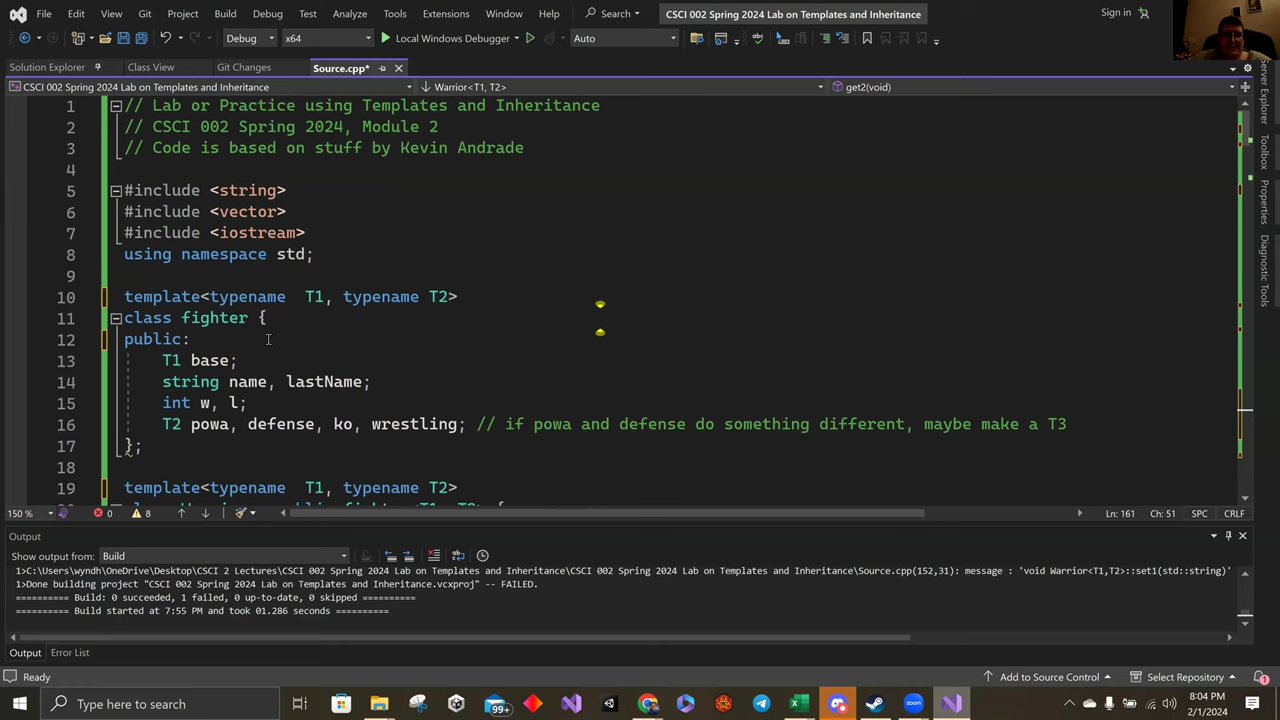 File Edit View Git Project Build Debug Test Analyze Tools Extensions Window Help Search CSCI 002 Spring 2024 Lab on Templates and Inheritance Sign in
Debug x64 Local Windows Debugger Auto
Solution Explorer Class View Git Changes Source.cpp*
CSCI 002 Spring 2024 Lab on Templates and Inheritance Warrior<T1, T2> get2(void)
1 // Lab or Practice using Templates and Inheritance
2 // CSCI 002 Spring 2024, Module 2
3 // Code is based on stuff by Kevin Andrade
4
5 #include <string>
6 #include <vector>
7 #include <iostream>
8 using namespace std;
9
10 template<typename T1, typename T2>
11 class fighter {
12 public:
13 T1 base;
14 string name, lastName;
15 int w, l;
16 T2 powa, defense, ko, wrestling; // if powa and defense do something different, maybe make a T3
17 };
18
19 template<typename T1, typename T2>
150 % 0 8 Ln: 161 Ch: 51 SPC CRLF
Output
Show output from: Build
1>C:\Users\wyndh\OneDrive\Desktop\CSCI 2 Lectures\CSCI 002 Spring 2024 Lab on Templates and Inheritance\CSCI 002 Spring 2024 Lab on Templates and Inheritance\Source.cpp(152,31): message : 'void Warrior<T1,T2>::set1(std::string)'
1>Done building project "CSCI 002 Spring 2024 Lab on Templates and Inheritance.vcxproj" -- FAILED.
========== Build: 0 succeeded, 1 failed, 0 up-to-date, 0 skipped ==========
========== Build started at 7:55 PM and took 01.286 seconds ==========
Output Error List
Ready Add to Source Control Select Repository 1
Type here to search 99+ zoom 8:04 PM
2/1/2024
Server Explorer
Toolbox
Properties
Diagnostic Tools